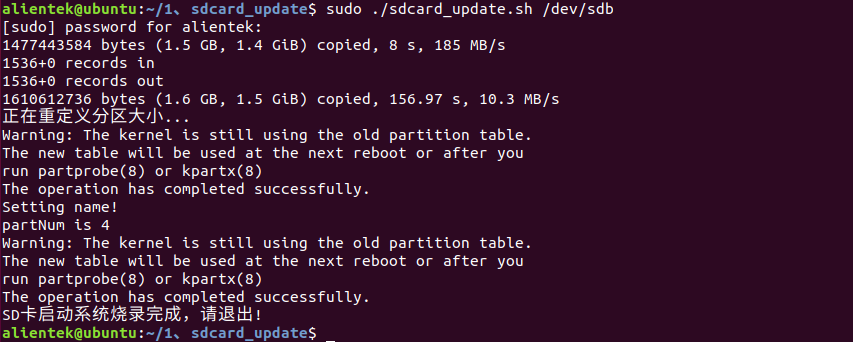 alientek@ubuntu:~/1、sdcard_update$ sudo ./sdcard_update.sh /dev/sdb
[sudo] password for alientek:
1477443584 bytes (1.5 GB, 1.4 GiB) copied, 8 s, 185 MB/s
1536+0 records in
1536+0 records out
1610612736 bytes (1.6 GB, 1.5 GiB) copied, 156.97 s, 10.3 MB/s
正在重定义分区大小...
Warning: The kernel is still using the old partition table.
The new table will be used at the next reboot or after you
run partprobe(8) or kpartx(8)
The operation has completed successfully.
Setting name!
partNum is 4
Warning: The kernel is still using the old partition table.
The new table will be used at the next reboot or after you
run partprobe(8) or kpartx(8)
The operation has completed successfully.
SD卡启动系统烧录完成，请退出!
alientek@ubuntu:~/1、sdcard_update$